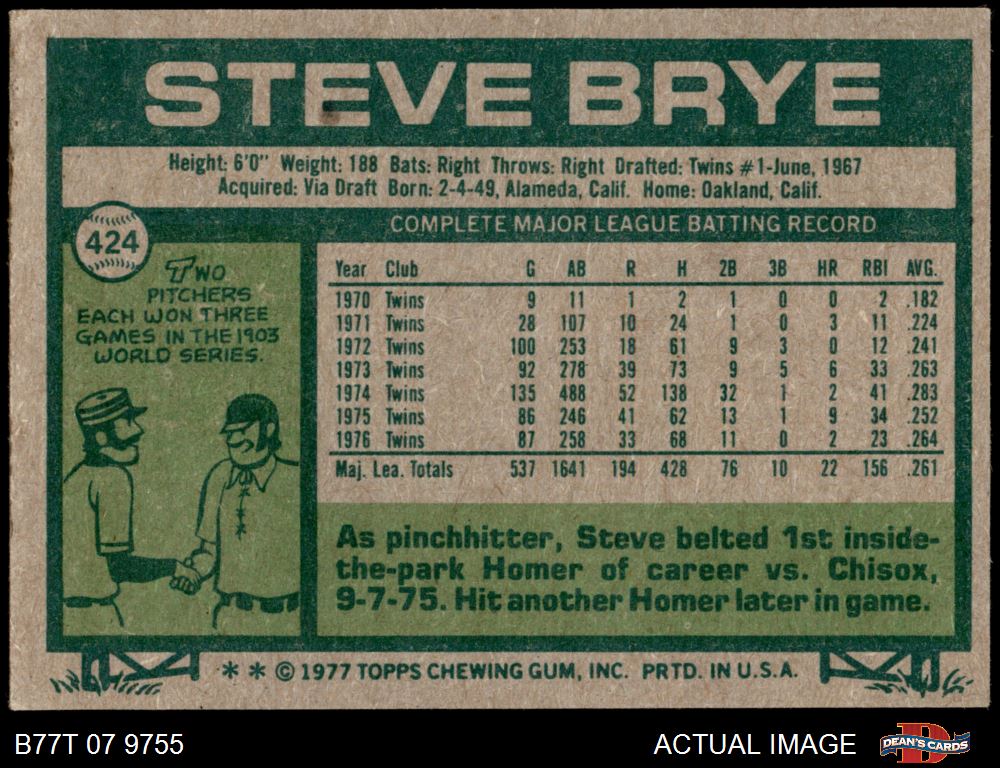 STEVE BRYE
Height: 6'0" Weight: 188 Bats: Right Throws: Right Drafted: Twins #1-June, 1967
Acquired: Via Draft Born: 2-4-49, Alameda, Calif. Home: Oakland, Calif.
424
TWO
PITCHERS
EACH WON THREE
GAMES IN THE 1903
WORLD SERIES.
COMPLETE MAJOR LEAGUE BATTING RECORD
Year Club G AB R H 2B 3B HR RBI AVG.
1970 Twins 9 11 1 2 1 0 0 2 .182
1971 Twins 28 107 10 24 1 0 3 11 .224
1972 Twins 100 253 18 61 9 3 0 12 .241
1973 Twins 92 278 39 73 9 5 6 33 .263
1974 Twins 135 488 52 138 32 1 2 41 .283
1975 Twins 86 246 41 62 13 1 9 34 .252
1976 Twins 87 258 33 68 11 0 2 23 .264
Maj. Lea. Totals 537 1641 194 428 76 10 22 156 .261
As pinchhitter, Steve belted 1st inside-
the-park Homer of career vs. Chisox,
9-7-75. Hit another Homer later in game.
* * © 1977 TOPPS CHEWING GUM, INC. PRTD. IN U.S.A.
B77T 07 9755
ACTUAL IMAGE
DEAN'S CARDS